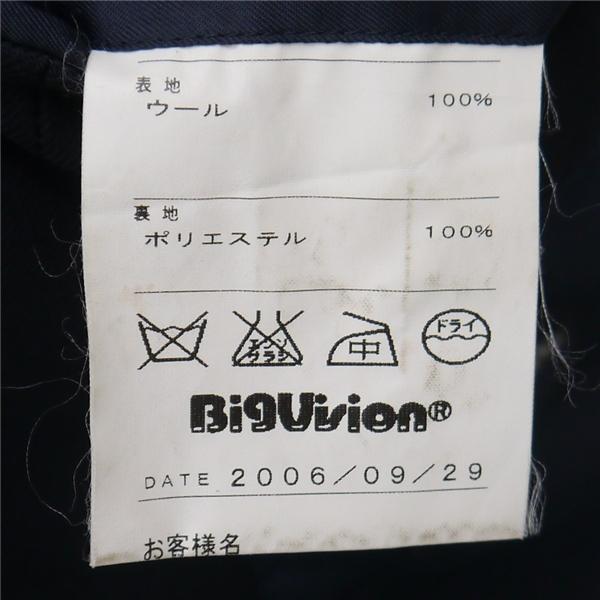 表地
ウール 100%
裏地
ポリエステル 100%
エンソ
サラシ 中 ドライ
BigVision®
DATE 2006/09/29
お客様名